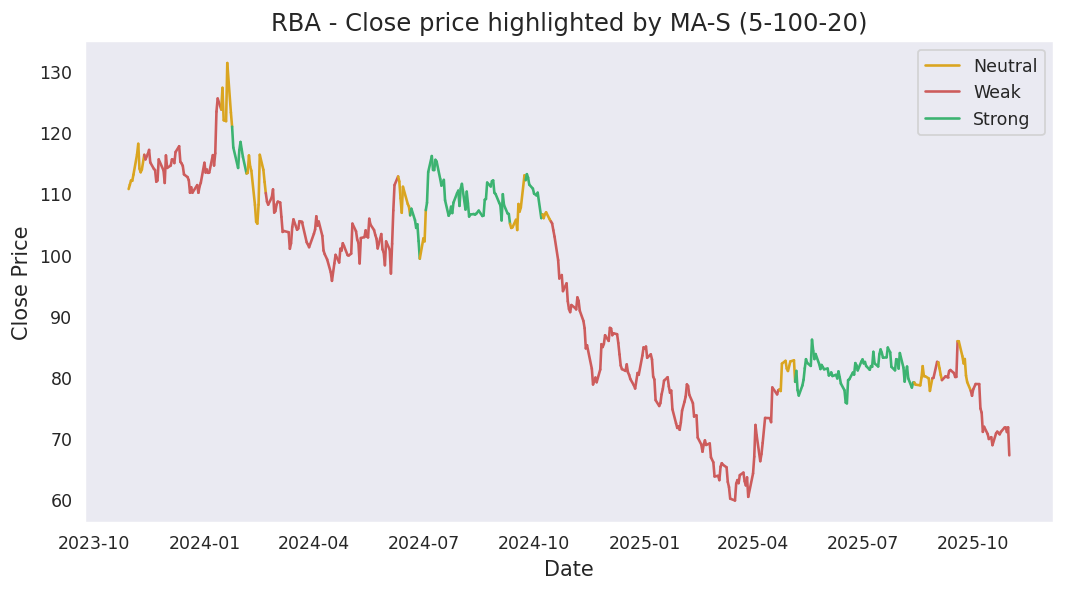 RBA - Close price highlighted by MA-S (5-100-20)
Neutral
Weak
Strong
Close Price
130
120
110
100
90
80
70
60
2023-10 2024-01 2024-04 2024-07 2024-10 2025-01 2025-04 2025-07 2025-10
Date